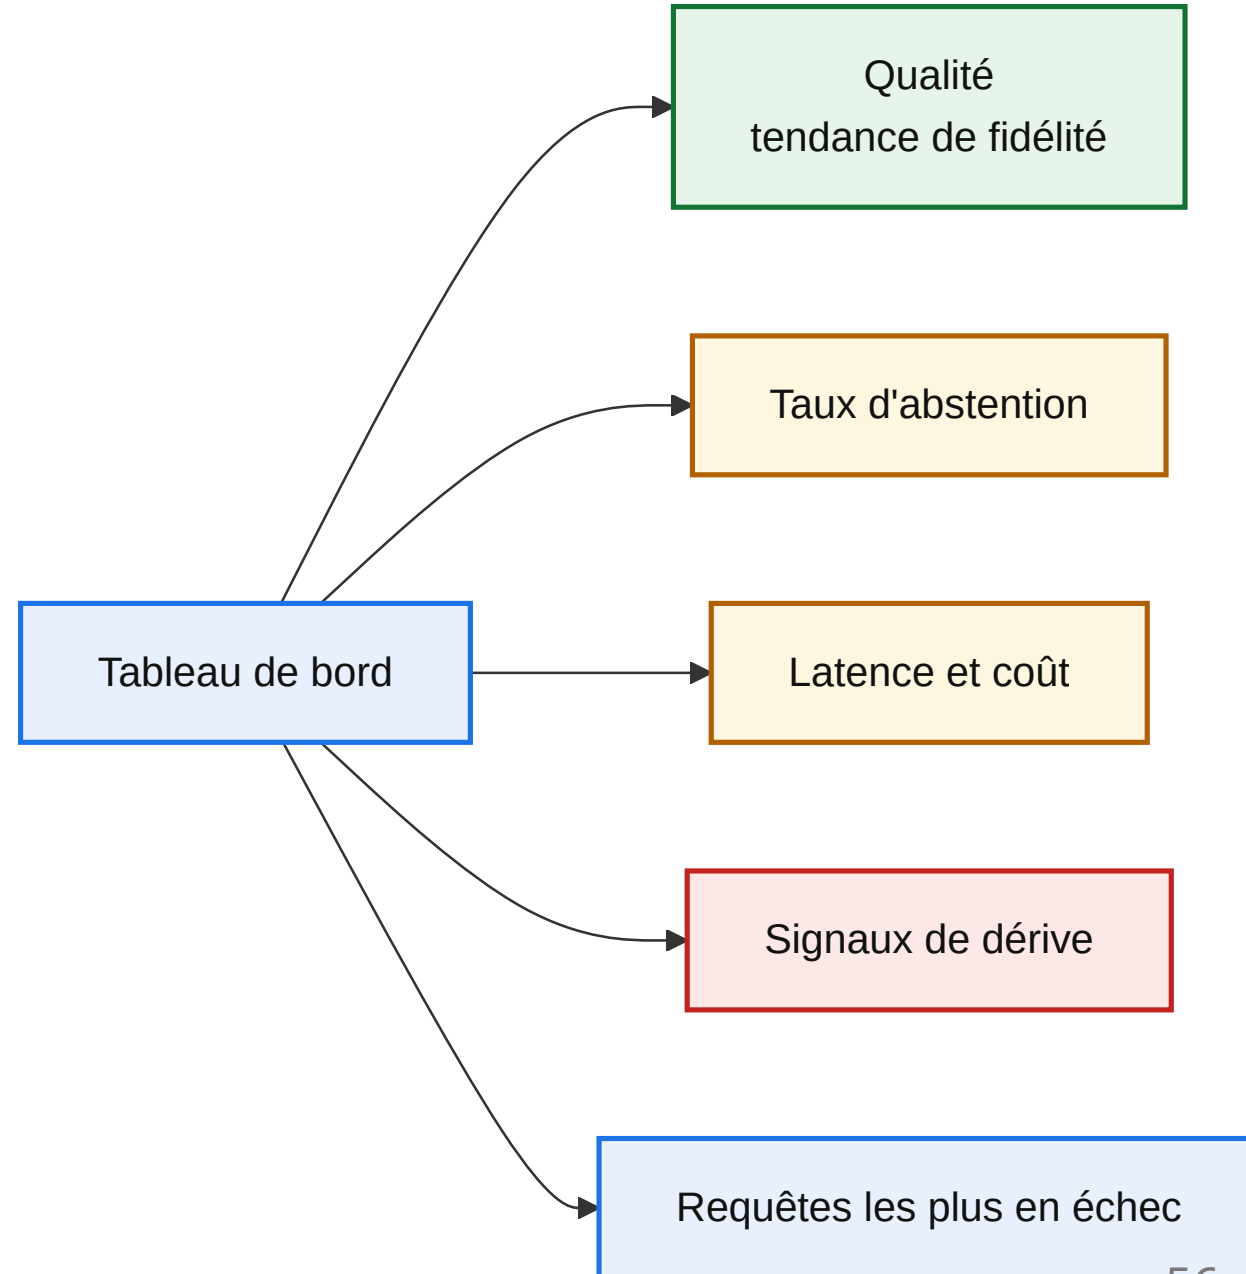 Qualité
tendance de fidélité
Taux d'abstention
Latence et coût
Tableau de bord
Signaux de dérive
Requêtes les plus en échec